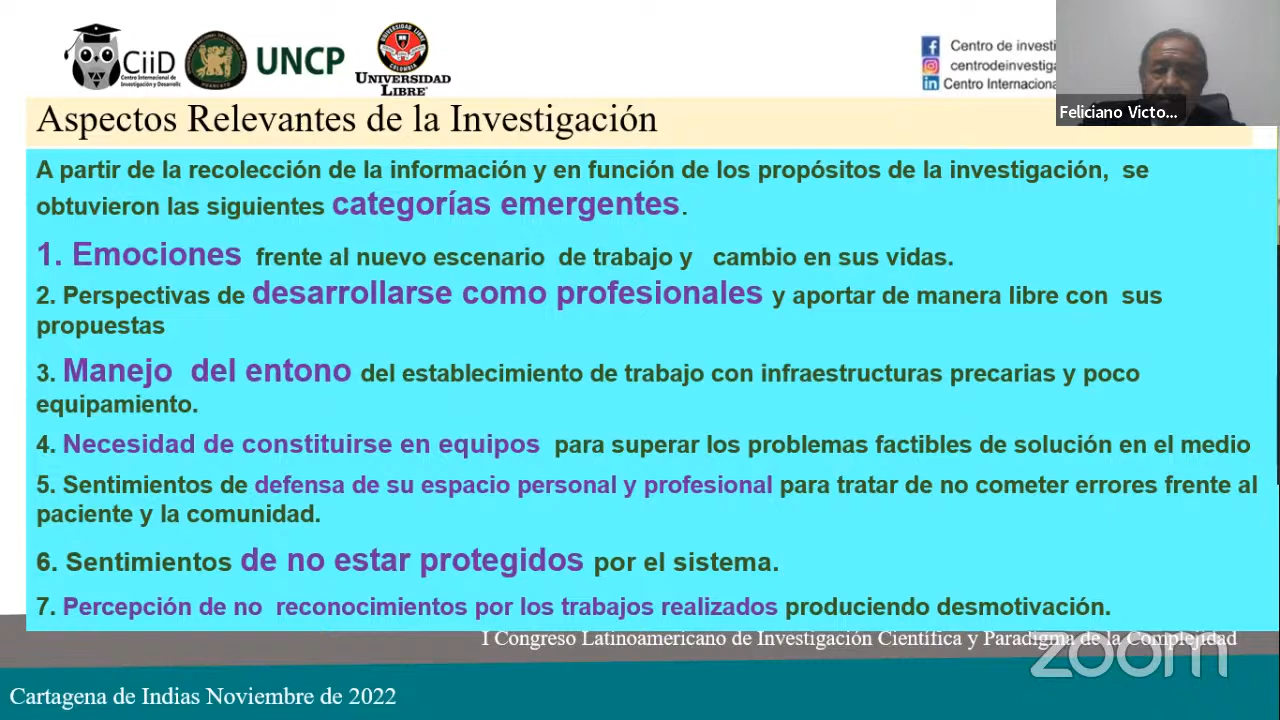 CiiD
Centro Internacional de
Investigación y Desarrollo
UNCP
UNIVERSIDAD LIBRE
UNIVERSIDAD
LIBRE
Centro de investi
centrodeinvestiga
Centro Internaciona
Feliciano Victo...
Aspectos Relevantes de la Investigación
A partir de la recolección de la información y en función de los propósitos de la investigación, se
obtuvieron las siguientes categorías emergentes.
1. Emociones frente al nuevo escenario de trabajo y cambio en sus vidas.
2. Perspectivas de desarrollarse como profesionales y aportar de manera libre con sus
propuestas
3. Manejo del entono del establecimiento de trabajo con infraestructuras precarias y poco
equipamiento.
4. Necesidad de constituirse en equipos para superar los problemas factibles de solución en el medio
5. Sentimientos de defensa de su espacio personal y profesional para tratar de no cometer errores frente al
paciente y la comunidad.
6. Sentimientos de no estar protegidos por el sistema.
7. Percepción de no reconocimientos por los trabajos realizados produciendo desmotivación.
I Congreso Latinoamericano de Investigación Científica y Paradigma de la Complejidad
zoom
Cartagena de Indias Noviembre de 2022